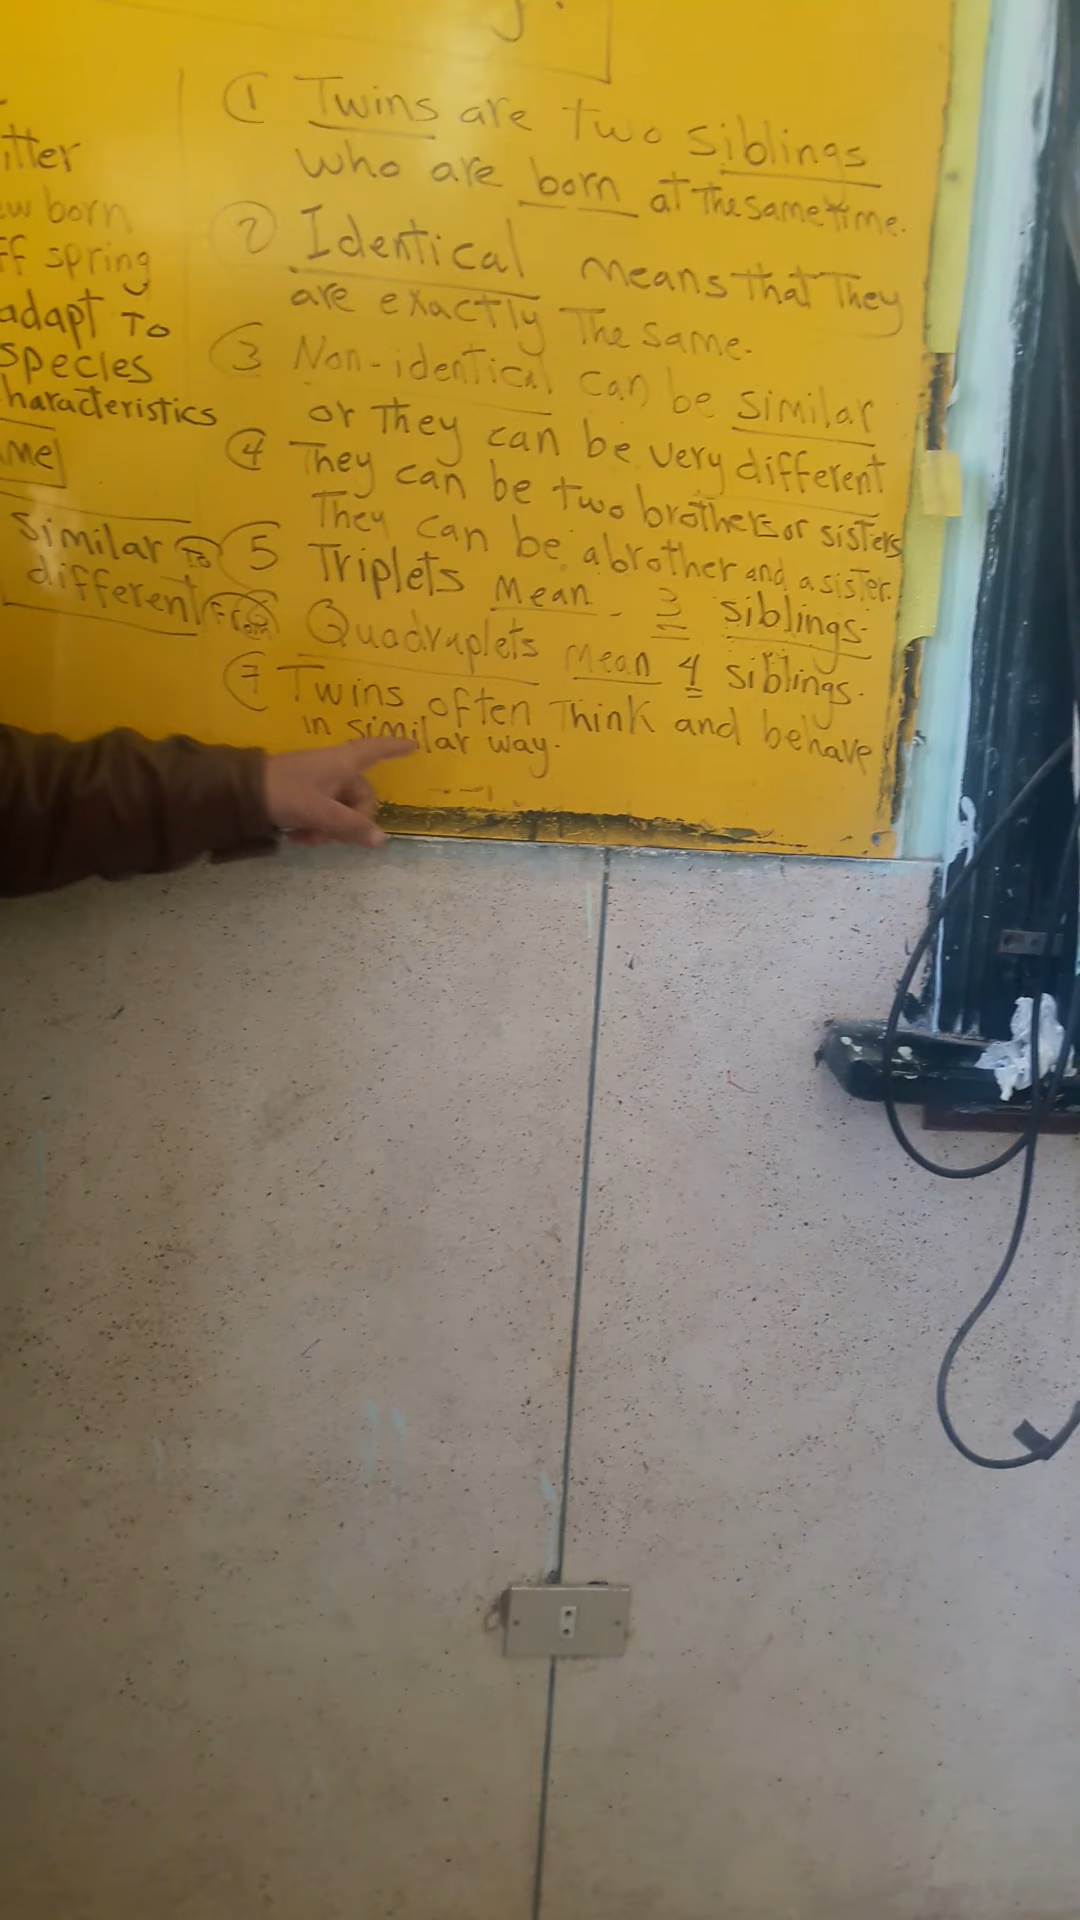 itter
ew born
ff spring
adapt To
species
haracteristics
me
similar To
different from
① Twins are two siblings
who are born at the same time.
② Identical means that They
are exactly The same.
③ Non-identical can be similar
or They can be very different
④ They can be two brothers or sisters
They can be a brother and a sister.
⑤ Triplets mean 3 siblings.
⑥ Quadruplets mean 4 siblings.
⑦ Twins often Think and behave
in similar way.